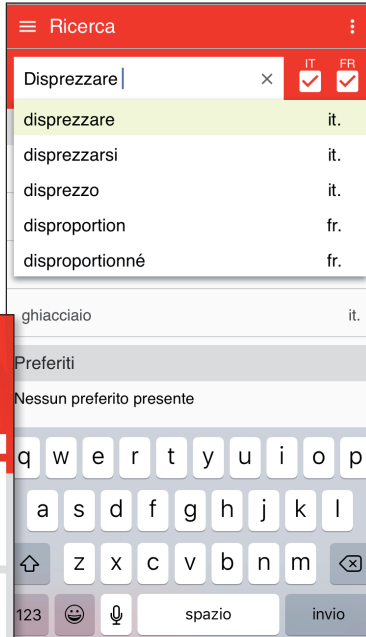 Ricerca
IT FR
Disprezzare
disprezzare it.
disprezzarsi it.
disprezzo it.
disproportion fr.
disproportionné fr.
ghiacciaio it.
Preferiti
Nessun preferito presente
q w e r t y u i o p
a s d f g h j k l
z x c v b n m
123 spazio invio